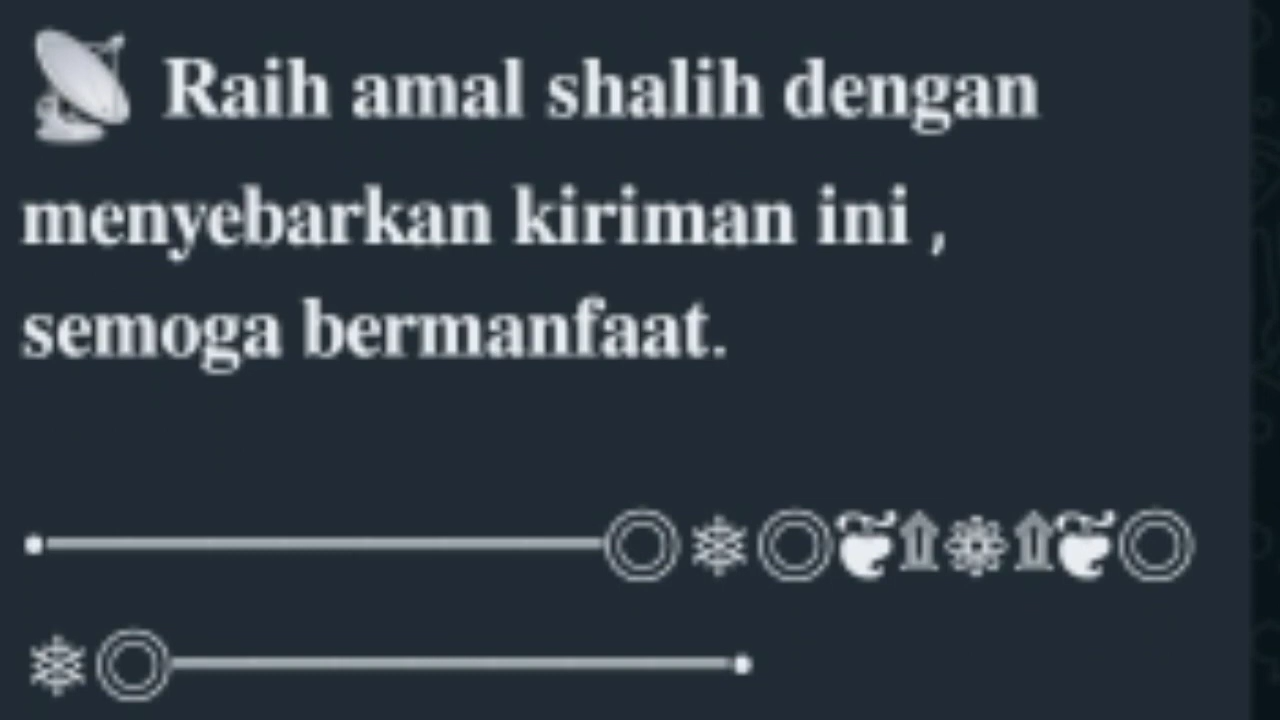 📡 Raih amal shalih dengan
menyebarkan kiriman ini ,
semoga bermanfaat.